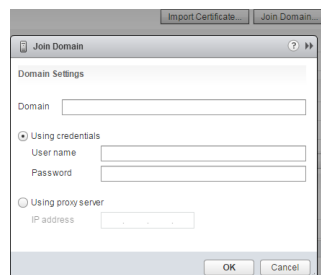 Import Certificate... Join Domain...
Join Domain ?
Domain Settings
Domain
Using credentials
User name
Password
Using proxy server
IP address . . .
OK Cancel